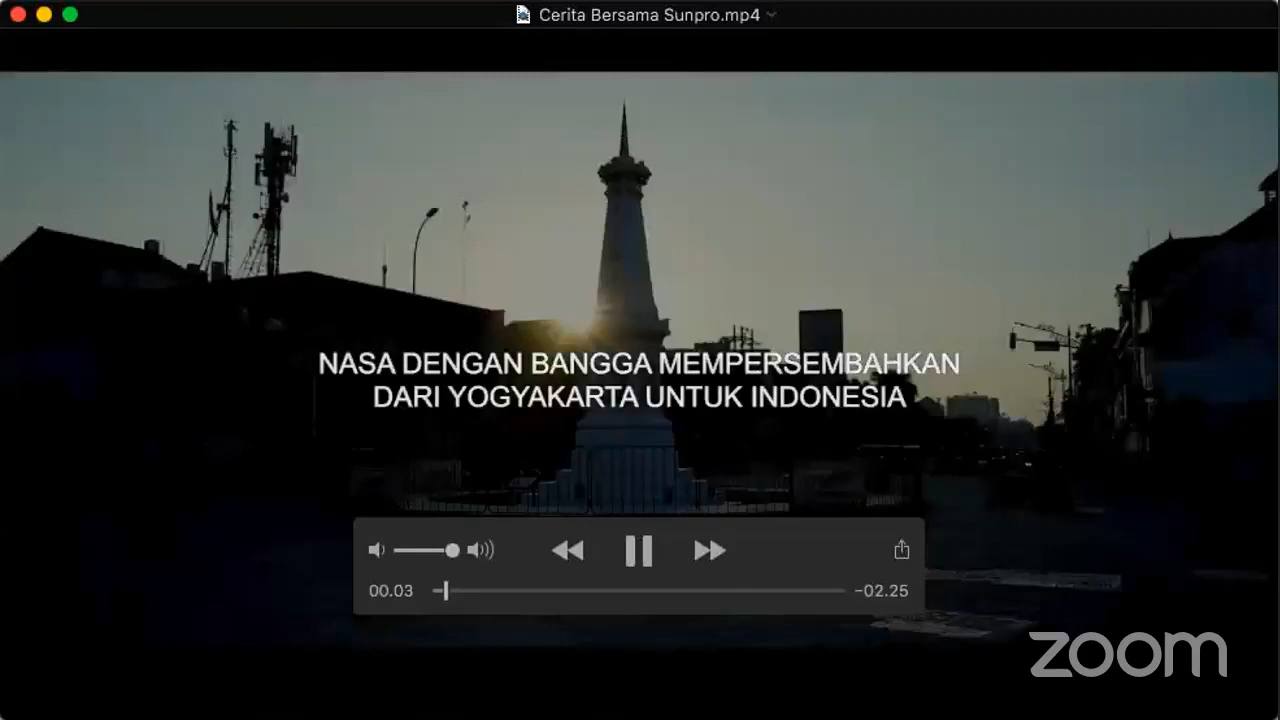 Cerita Bersama Sunpro.mp4
NASA DENGAN BANGGA MEMPERSEMBAHKAN
DARI YOGYAKARTA UNTUK INDONESIA
00.03
-02.25
zoom